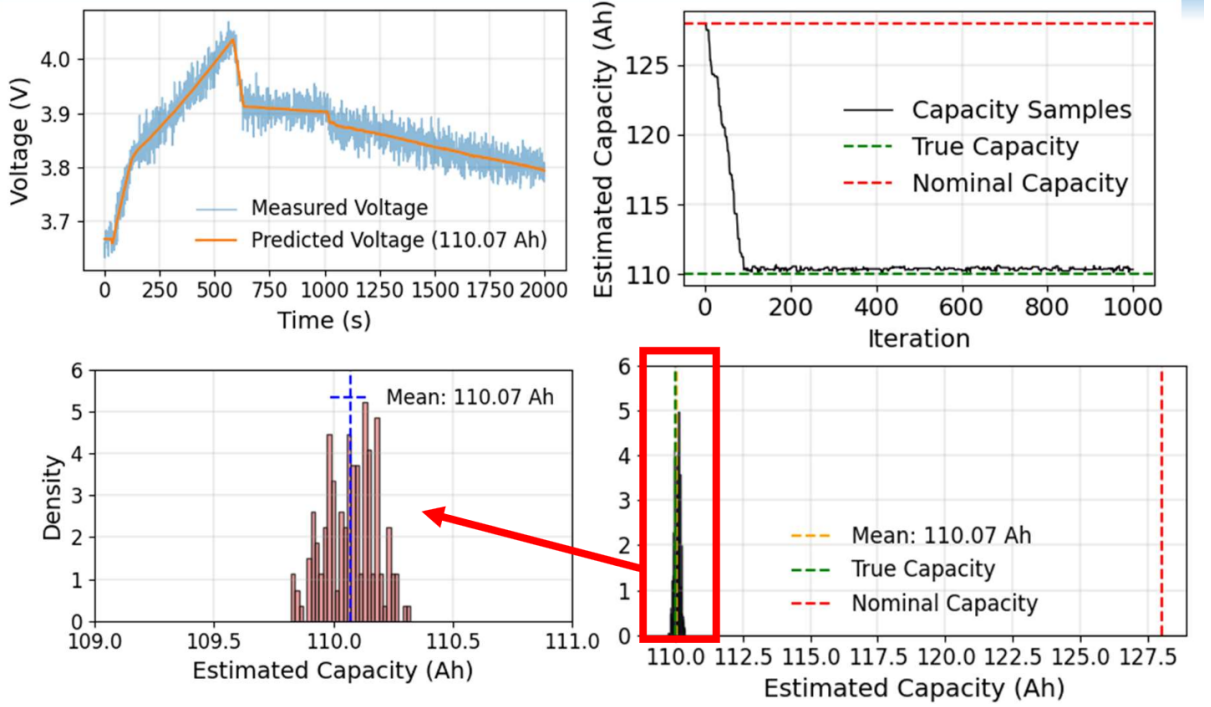 Voltage (V)
4.0
3.9
3.8
3.7
Measured Voltage
Predicted Voltage (110.07 Ah)
0 250 500 750 1000 1250 1500 1750 2000
Time (s)
Estimated Capacity (Ah)
125
120
115
110
Capacity Samples
True Capacity
Nominal Capacity
0 200 400 600 800 1000
Iteration
Density
6
5
4
3
2
1
0
Mean: 110.07 Ah
109.0 109.5 110.0 110.5 111.0
Estimated Capacity (Ah)
6
5
4
3
2
1
0
Mean: 110.07 Ah
True Capacity
Nominal Capacity
110.0 112.5 115.0 117.5 120.0 122.5 125.0 127.5
Estimated Capacity (Ah)